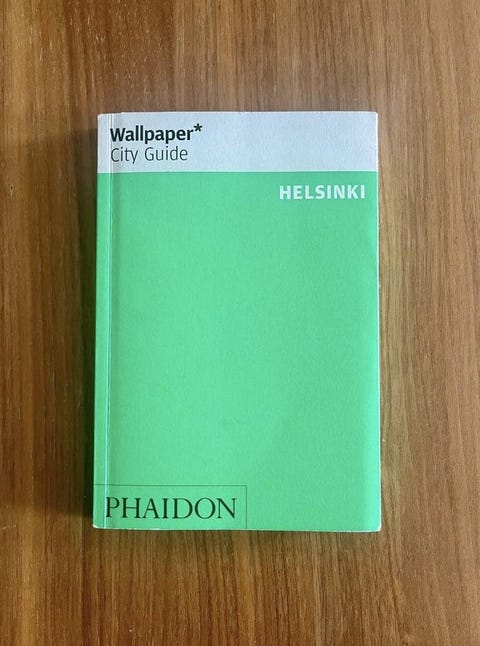 Wallpaper*
City Guide
HELSINKI
PHAIDON